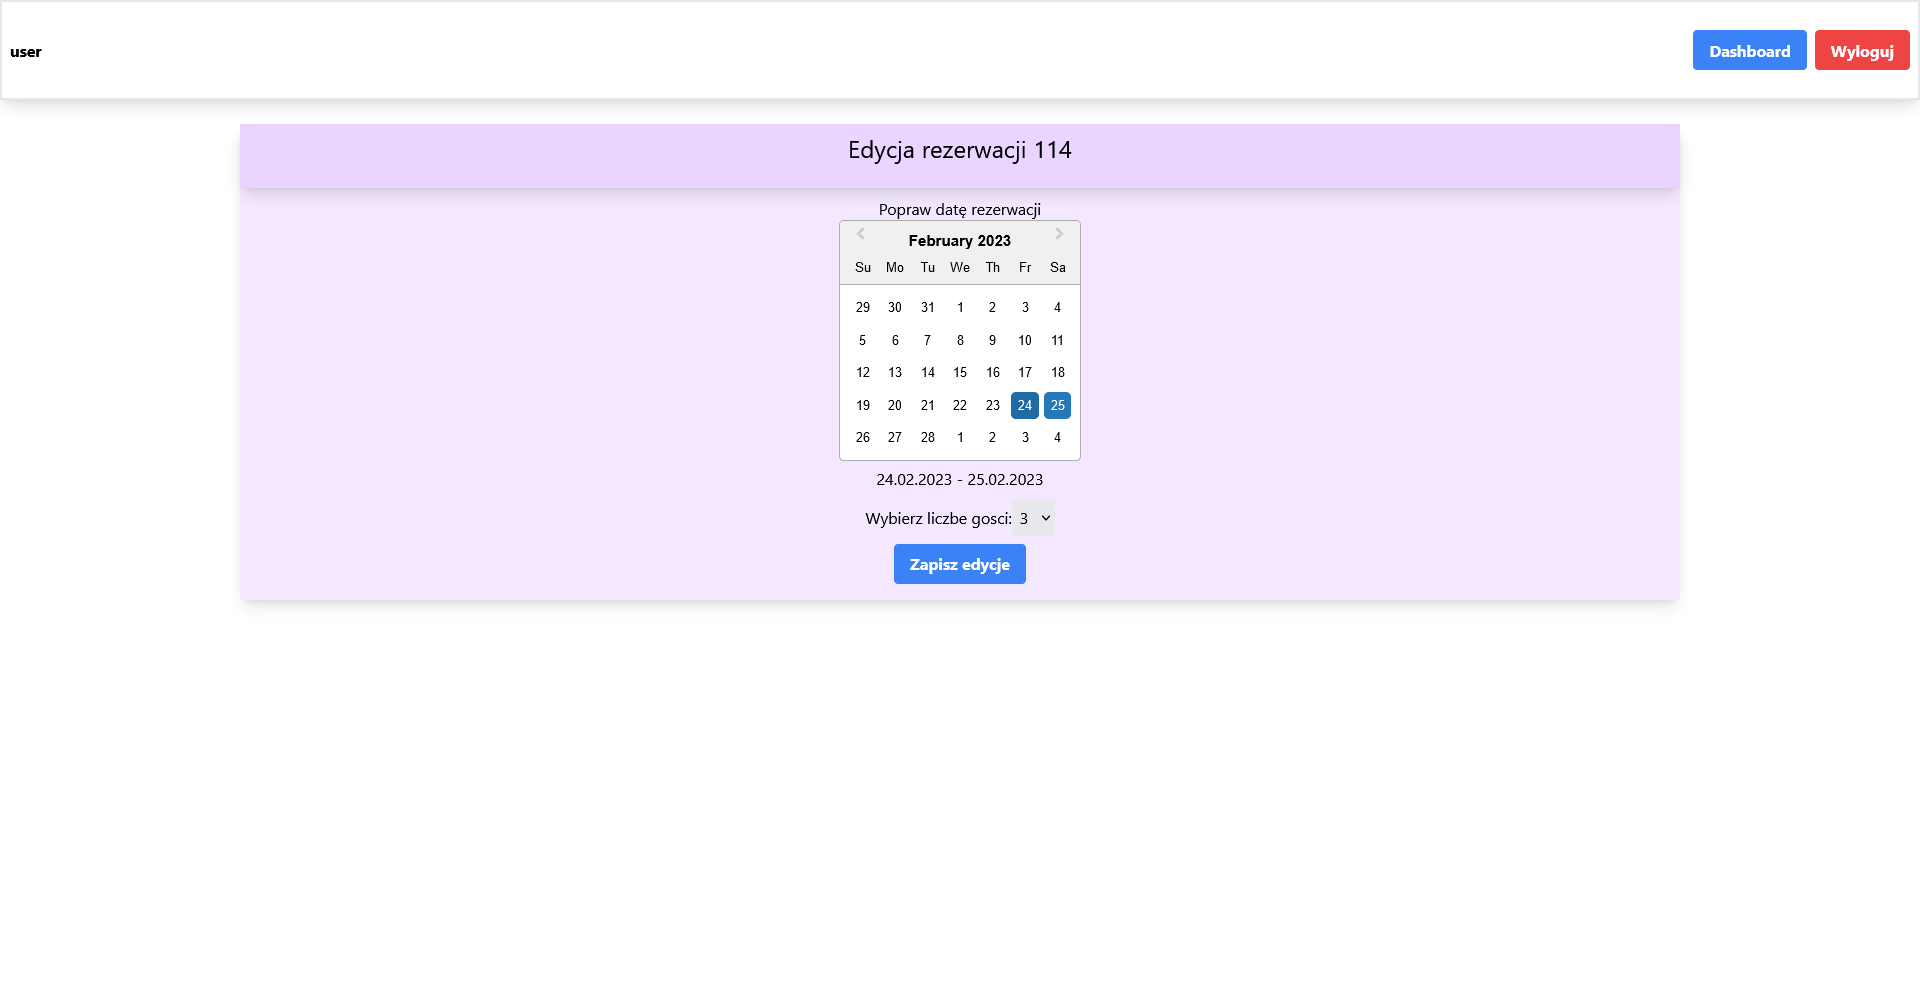 user
Dashboard Wyloguj
Edycja rezerwacji 114
Popraw datę rezerwacji
February 2023
Su Mo Tu We Th Fr Sa
29 30 31 1 2 3 4
5 6 7 8 9 10 11
12 13 14 15 16 17 18
19 20 21 22 23 24 25
26 27 28 1 2 3 4
24.02.2023 - 25.02.2023
Wybierz liczbe gosci: 3
Zapisz edycje